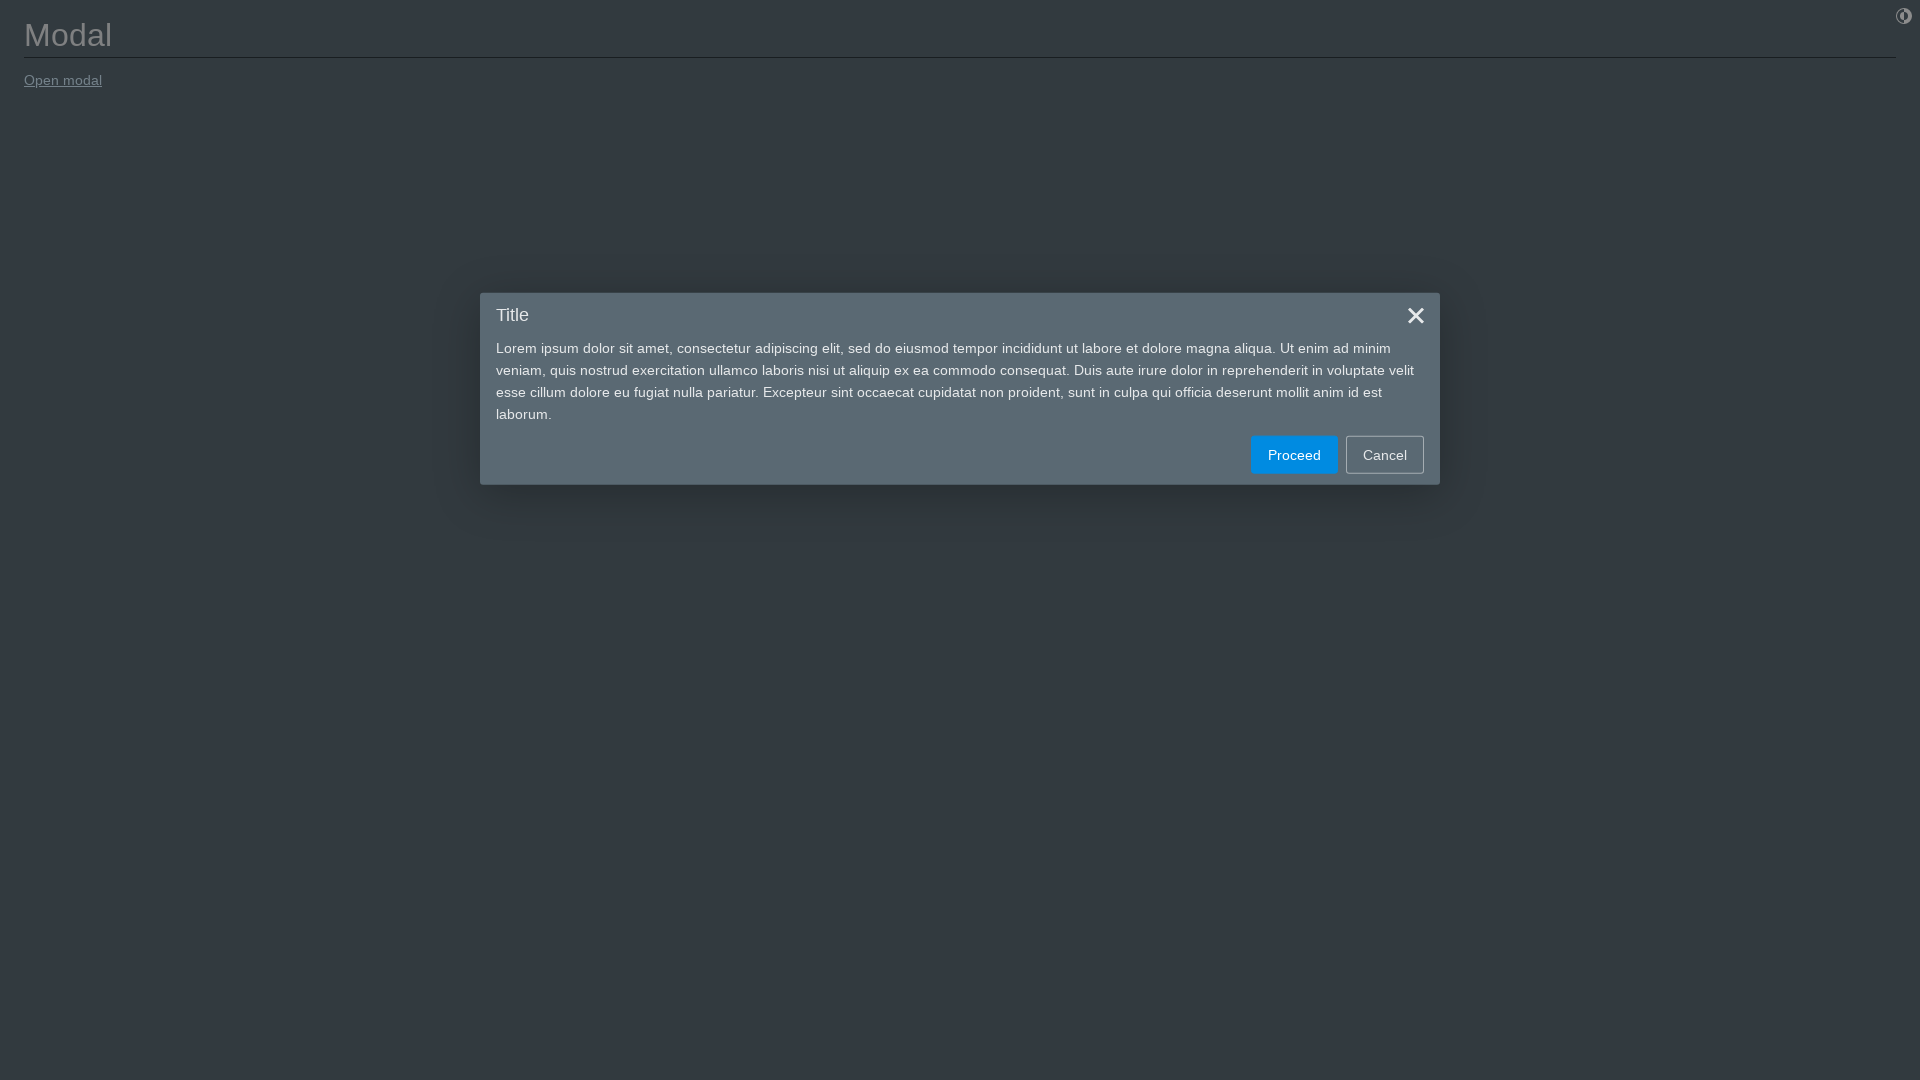 Modal
Open modal
Title
Lorem ipsum dolor sit amet, consectetur adipiscing elit, sed do eiusmod tempor incididunt ut labore et dolore magna aliqua. Ut enim ad minim
veniam, quis nostrud exercitation ullamco laboris nisi ut aliquip ex ea commodo consequat. Duis aute irure dolor in reprehenderit in voluptate velit
esse cillum dolore eu fugiat nulla pariatur. Excepteur sint occaecat cupidatat non proident, sunt in culpa qui officia deserunt mollit anim id est
laborum.
Proceed
Cancel